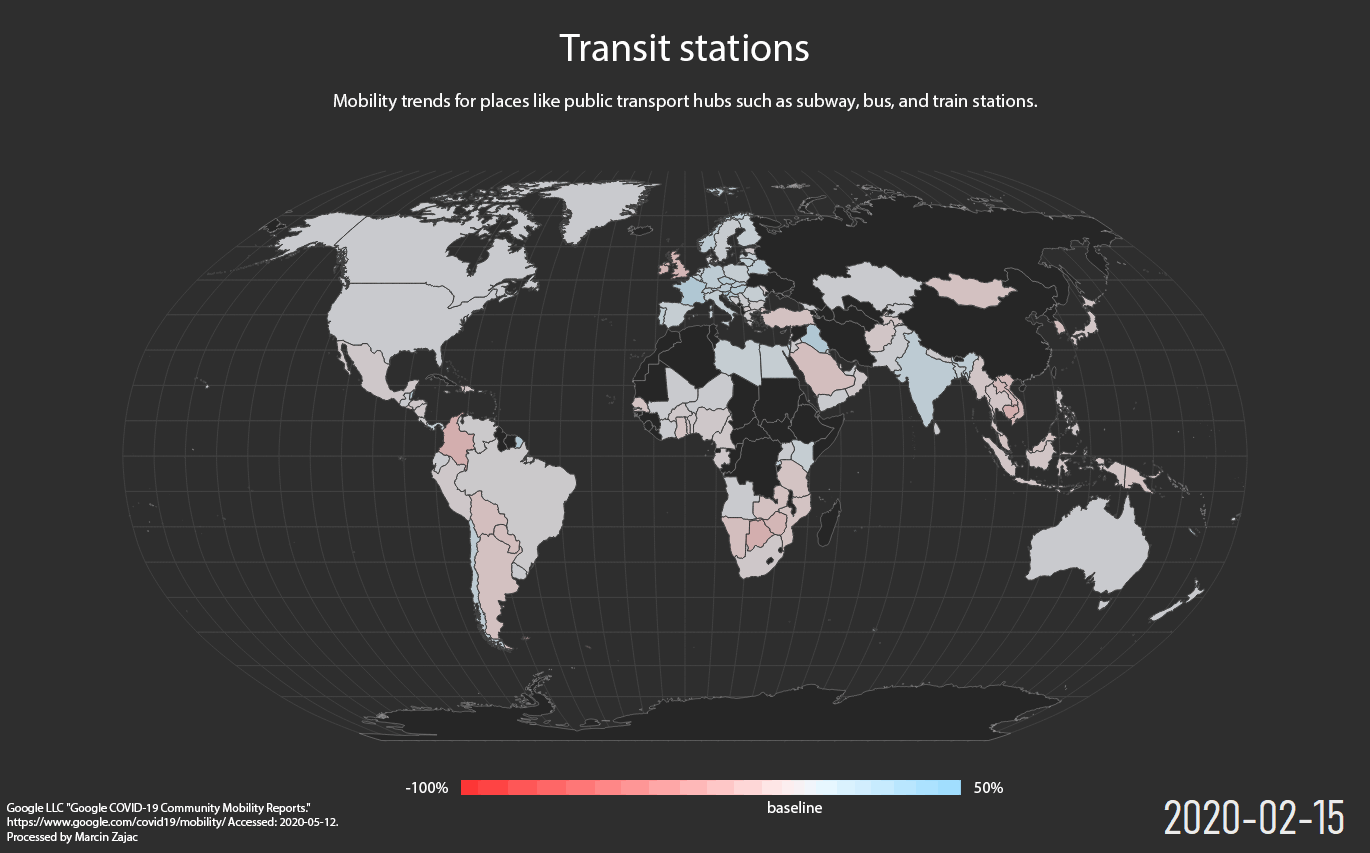 Transit stations
Mobility trends for places like public transport hubs such as subway, bus, and train stations.
-100%
50%
baseline
Google LLC "Google COVID-19 Community Mobility Reports."
https://www.google.com/covid19/mobility/ Accessed: 2020-05-12.
Processed by Marcin Zajac
2020-02-15